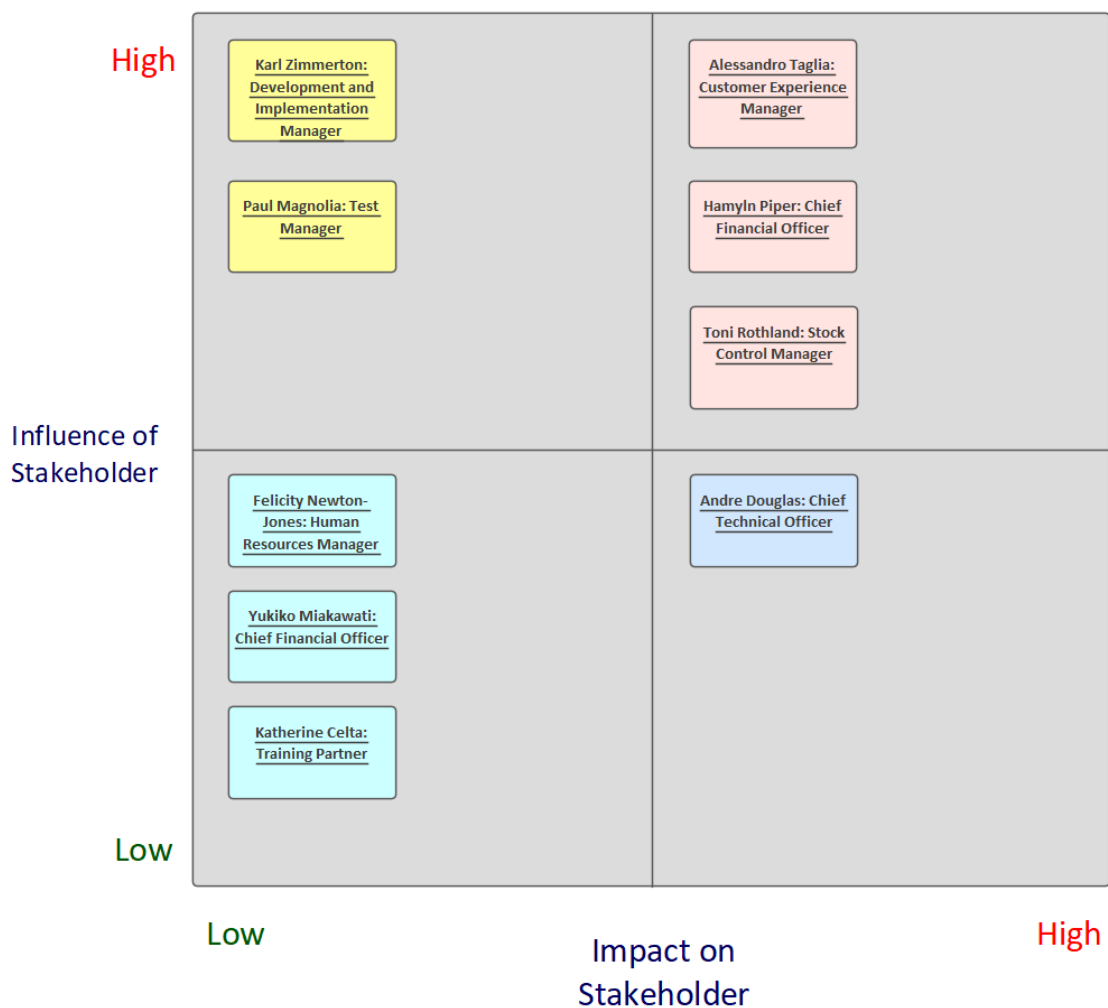 High
Karl Zimmerton:
Development and
Implementation
Manager
Alessandro Taglia:
Customer Experience
Manager
Paul Magnolia: Test
Manager
Hamyln Piper: Chief
Financial Officer
Toni Rothland: Stock
Control Manager
Influence of
Stakeholder
Felicity Newton-
Jones: Human
Resources Manager
Andre Douglas: Chief
Technical Officer
Yukiko Miakawati:
Chief Financial Officer
Katherine Celta:
Training Partner
Low
Low
Impact on
Stakeholder
High